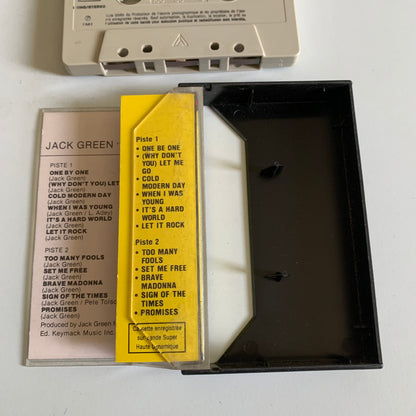 JACK GREEN
PISTE 1
ONE BY ONE
(Jack Green)
(WHY DON'T YOU) LET
(Jack Green)
COLD MODERN DAY
(Jack Green)
WHEN I WAS YOUNG
(Jack Green / L. Adey)
IT'S A HARD WORLD
(Jack Green)
LET IT ROCK
(Jack Green)
PISTE 2
TOO MANY FOOLS
(Jack Green)
SET ME FREE
(Jack Green)
BRAVE MADONNA
(Jack Green)
SIGN OF THE TIMES
(Jack Green / Pete Tolso
PROMISES
(Jack Green)
Produced by Jack Green
Ed. Keymack Music Inc.
Piste 1
• ONE BE ONE
• (WHY DON'T
YOU) LET ME
GO
• COLD
MODERN DAY
• WHEN I WAS
YOUNG
• IT'S A HARD
WORLD
• LET IT ROCK
Piste 2
• TOO MANY
FOOLS
• SET ME FREE
• BRAVE
MADONNA
• SIGN OF THE
TIMES
• PROMISES
Cassette enregistrée
sur bande Super
Haute Dynamique